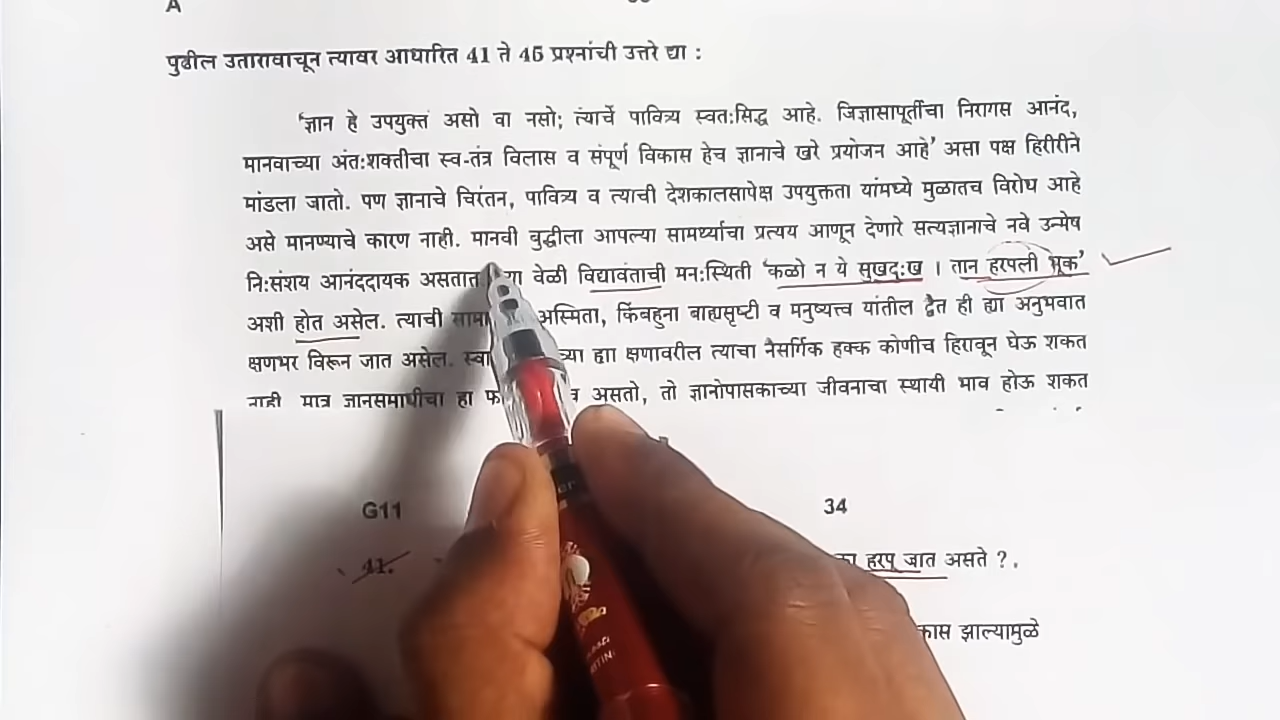 A
पुढील उतारावाचून त्यावर आधारित 41 ते 45 प्रश्नांची उत्तरे द्या :
'ज्ञान हे उपयुक्तं असो वा नसो; त्यांचें पावित्र्य स्वत:सिद्ध आहे. जिज्ञासापूर्तीचा निरागस आनंद,
मानवाच्या अंत:शक्तीचा स्व-तंत्र विलास व संपूर्ण विकास हेच ज्ञानाचे खरे प्रयोजन आहे' असा पक्ष हिरीरीने
मांडला जातो. पण ज्ञानाचे चिरंतन, पावित्र्य व त्याची देशकालसापेक्ष उपयुक्तता यांमध्ये मुळातच विरोध आहे
असे मानण्याचे कारण नाही. मानवी बुद्धीला आपल्या सामर्थ्याचा प्रत्यय आणून देणारे सत्यज्ञानाचे नवे उन्मेष
नि:संशय आनंददायक असतात वेळी विद्यावंताची मन:स्थिती 'कळो न ये सुखद:ख । तान हरपली भूक'
अशी होत असेल. त्याची अस्मिता, किंबहुना बाह्यसृष्टी व मनुष्यत्त्व यांतील द्वैत ही ह्या अनुभवात
क्षणभर विरून जात असेल. ह्या क्षणावरील त्याचा नैसर्गिक हक्क कोणीच हिरावून घेऊ शकत
नाही मात्र ज्ञानसमाधीचा हा असतो, तो ज्ञानोपासकाच्या जीवनाचा स्थायी भाव होऊ शकत
G11 34
41. हरपू जात असते ?.
झाल्यामुळे